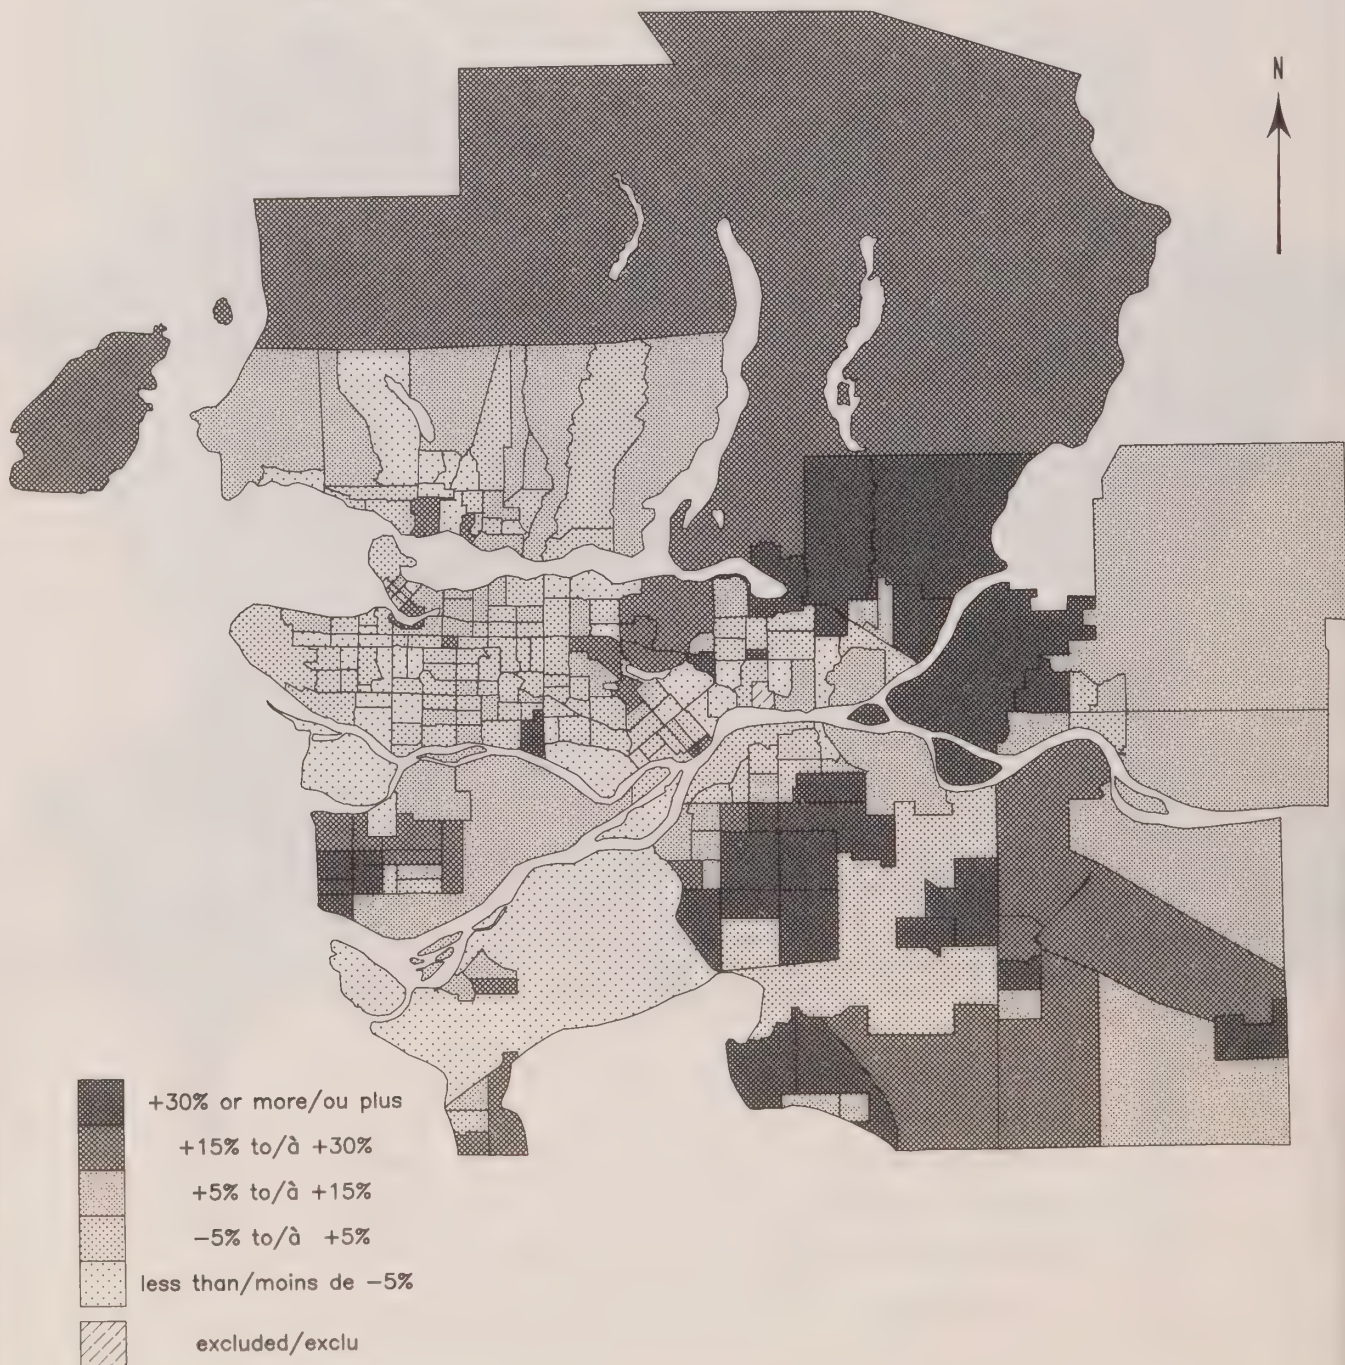 N
+30% or more/ou plus
+15% to/à +30%
+5% to/à +15%
-5% to/à +5%
less than/moins de -5%
excluded/exclu